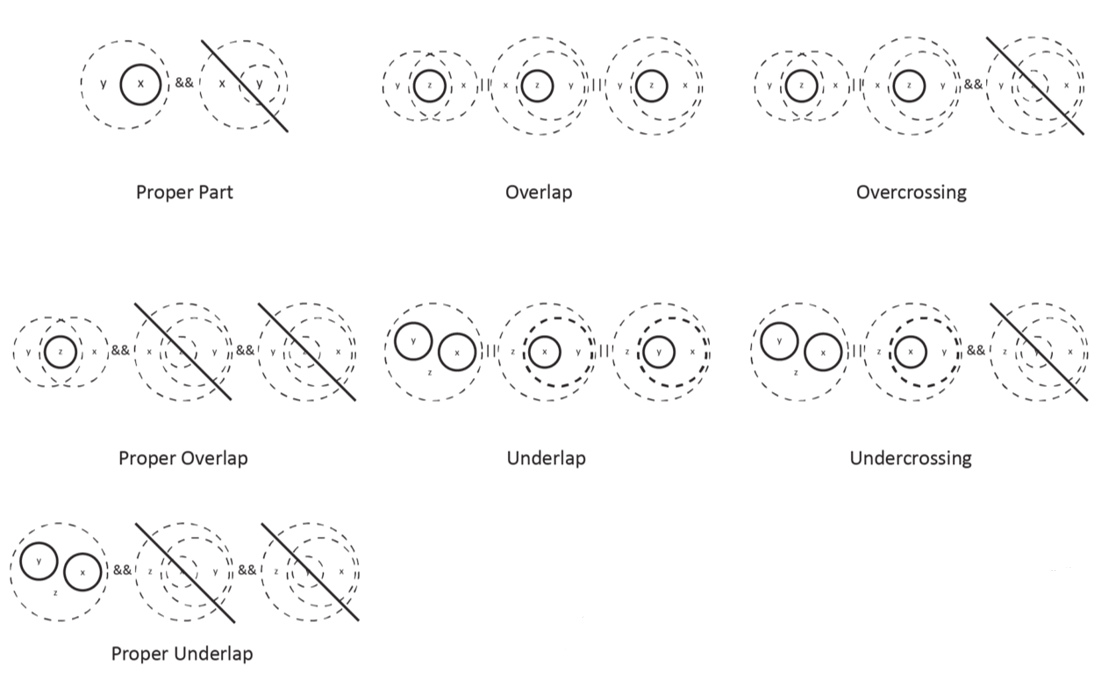 y x && x y
y z x || x z y || y z x
y z x || x z y && y x
Proper Part
Overlap
Overcrossing
y z x && x y && y x
y x z || z x y || z y x
y x z || z x y && z y x
Proper Overlap
Underlap
Undercrossing
y x z && z y && z x
Proper Underlap